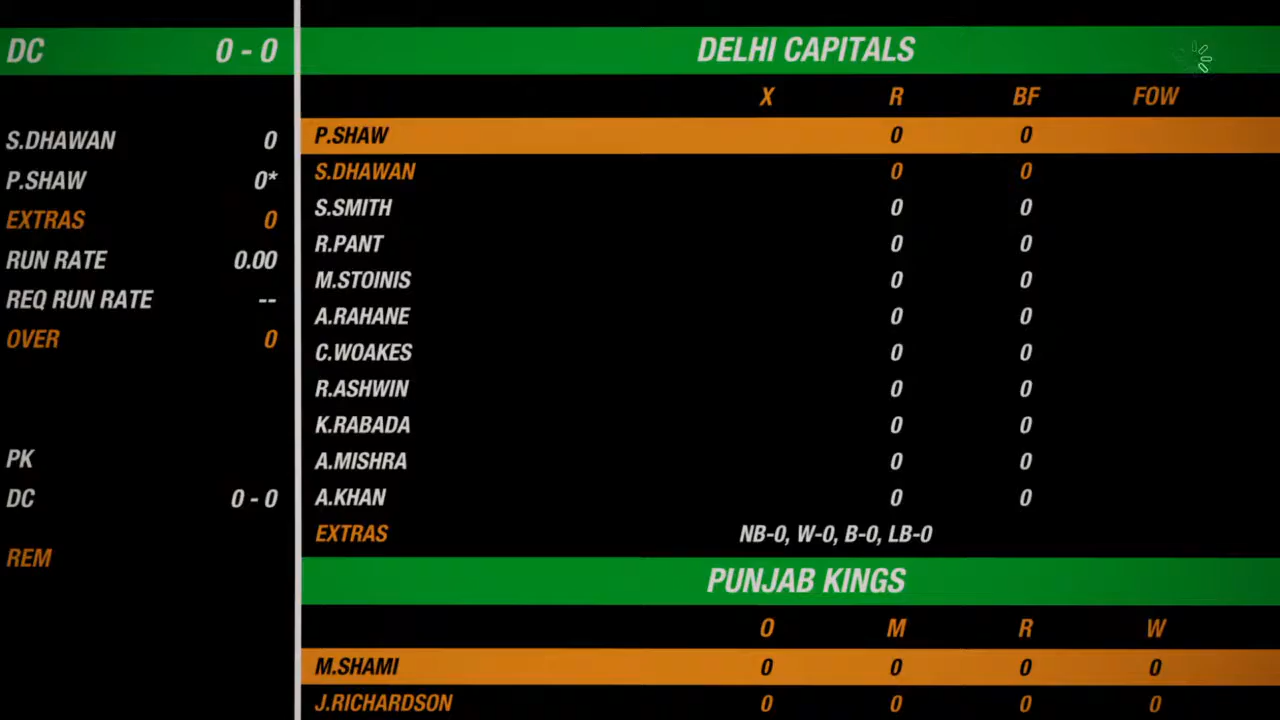 DC 0 - 0
S.DHAWAN 0
P.SHAW 0*
EXTRAS 0
RUN RATE 0.00
REQ RUN RATE --
OVER 0
PK
DC 0 - 0
REM
DELHI CAPITALS
X R BF FOW
P.SHAW 0 0
S.DHAWAN 0 0
S.SMITH 0 0
R.PANT 0 0
M.STOINIS 0 0
A.RAHANE 0 0
C.WOAKES 0 0
R.ASHWIN 0 0
K.RABADA 0 0
A.MISHRA 0 0
A.KHAN 0 0
EXTRAS NB-0, W-0, B-0, LB-0
PUNJAB KINGS
O M R W
M.SHAMI 0 0 0 0
J.RICHARDSON 0 0 0 0